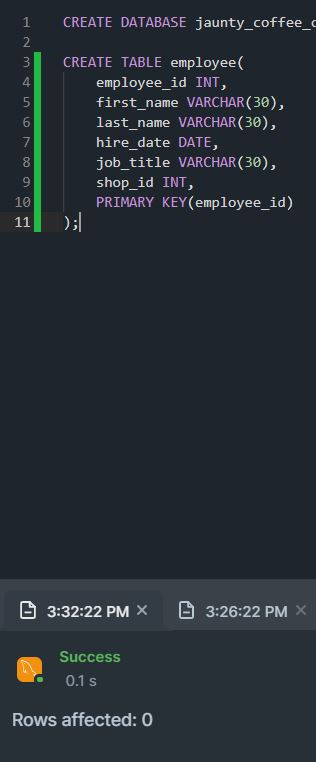 1 CREATE DATABASE
2
3 CREATE TABLE employee(
4 employee_id INT,
5 first_name VARCHAR(30),
6 last_name VARCHAR(30),
7 hire_date DATE,
8 job_title VARCHAR(30),
9 shop_id INT,
10 PRIMARY KEY(employee_id)
11 );
3:32:22 PM × 3:26:22 PM ×
Success
0.1 s
Rows affected: 0